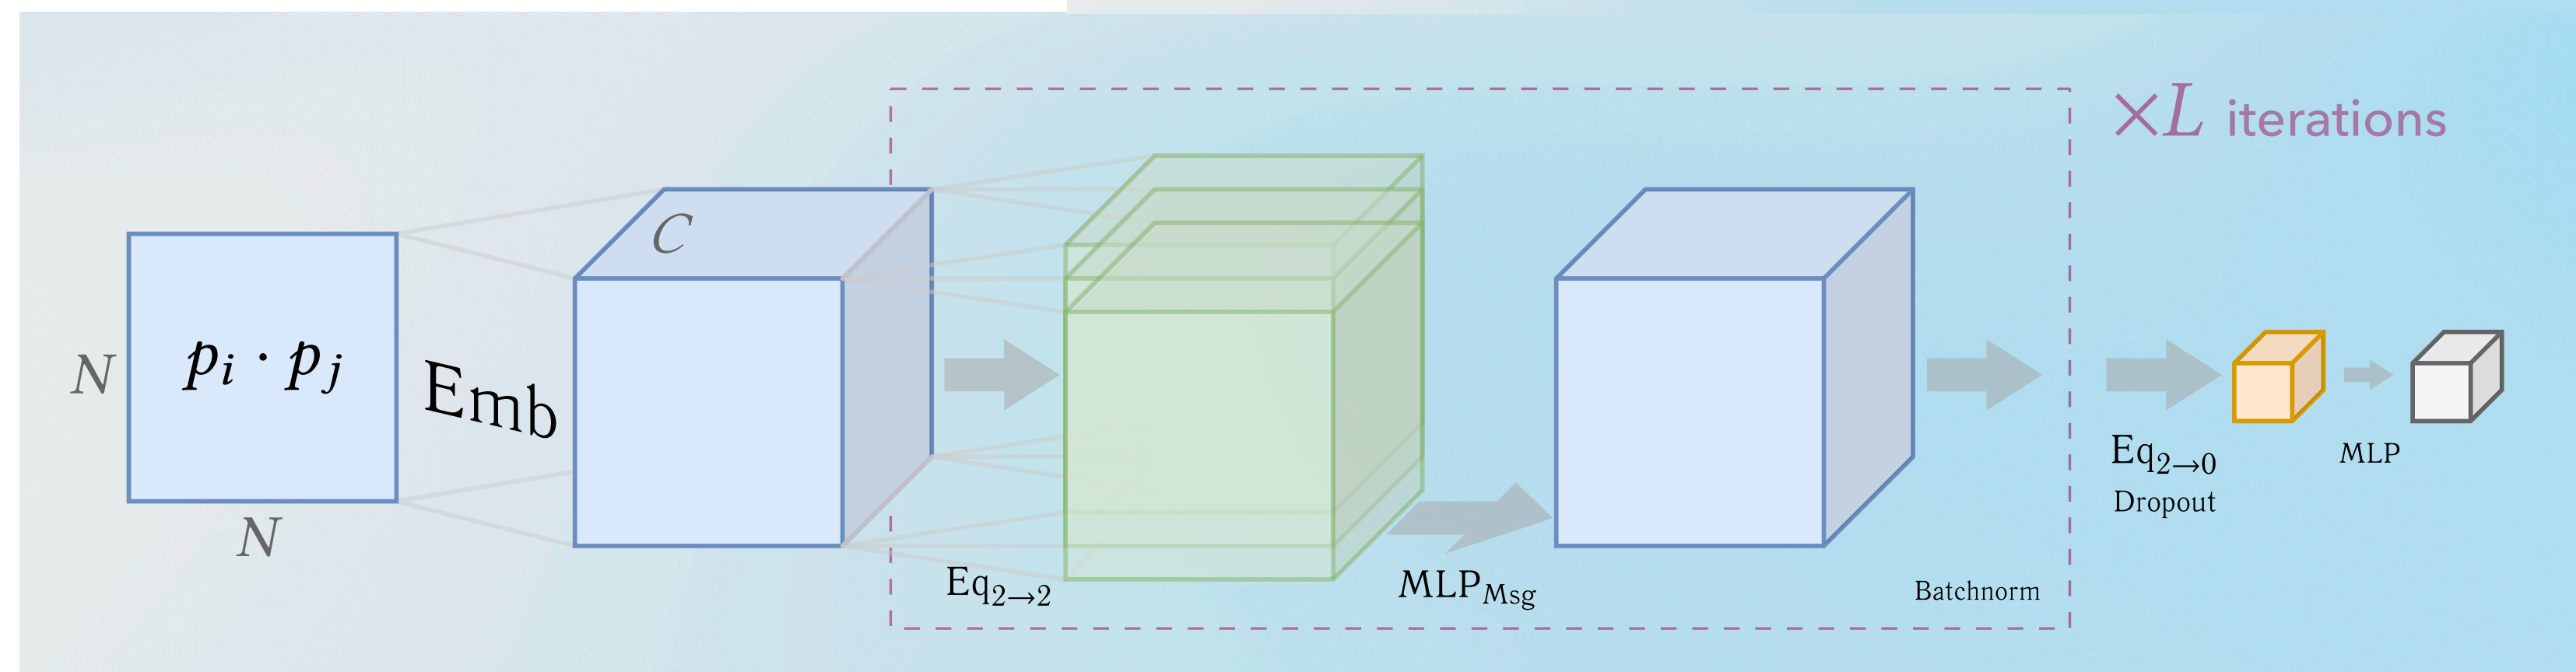 ×L iterations
C
N
p_i · p_j
Emb
N
Eq_{2→2}
MLP_{Msg}
Batchnorm
Eq_{2→0}
Dropout
MLP